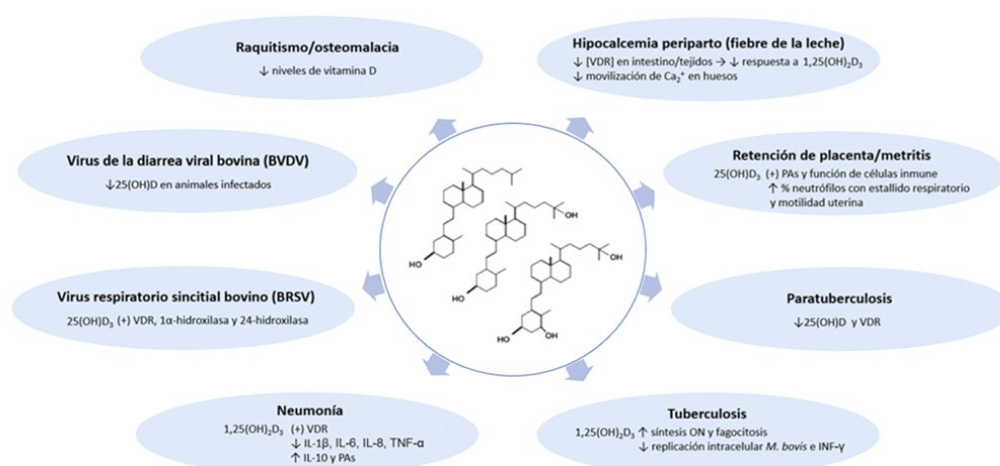 Raquitismo/osteomalacia
↓ niveles de vitamina D
Hipocalcemia periparto (fiebre de la leche)
↓ [VDR] en intestino/tejidos → ↓ respuesta a 1,25(OH)₂D₃
↓ movilización de Ca₂⁺ en huesos
Virus de la diarrea viral bovina (BVDV)
↓25(OH)D en animales infectados
Retención de placenta/metritis
25(OH)D₃ (+) PAs y función de células inmune
↑ % neutrófilos con estallido respiratorio
y motilidad uterina
Virus respiratorio sincitial bovino (BRSV)
25(OH)D₃ (+) VDR, 1α-hidroxilasa y 24-hidroxilasa
Paratuberculosis
↓25(OH)D y VDR
Neumonía
1,25(OH)₂D₃ (+) VDR
↓ IL-1β, IL-6, IL-8, TNF-α
↑ IL-10 y PAs
Tuberculosis
1,25(OH)₂D₃ ↑ síntesis ON y fagocitosis
↓ replicación intracelular M. bovis e INF-γ
HO
OH
HO
OH
HO
OH